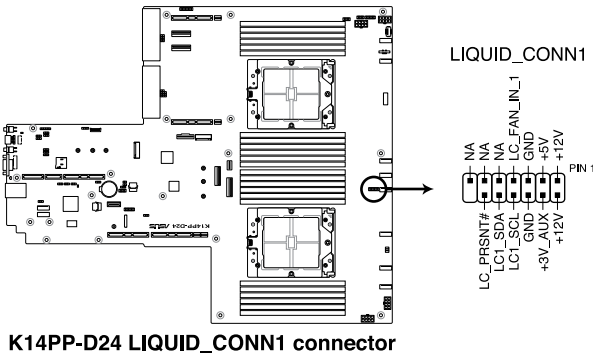 LIQUID_CONN1
NA
NA
NA
LC_FAN_IN_1
GND
+5V
+12V
PIN 1
LC_PRSNT#
LC1_SDA
LC1_SCL
GND
+3V_AUX
+12V
K14PP-D24 ASUS
K14PP-D24 LIQUID_CONN1 connector